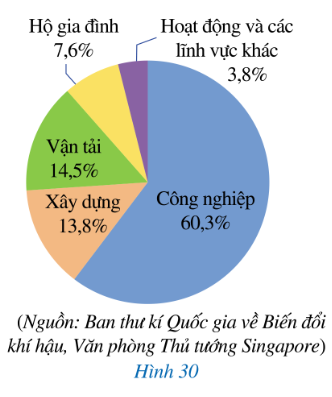 Hộ gia đình
7,6%
Hoạt động và các
lĩnh vực khác
3,8%
Vận tải
14,5%
Xây dựng
13,8%
Công nghiệp
60,3%
(Nguồn: Ban thư kí Quốc gia về Biến đổi
khí hậu, Văn phòng Thủ tướng Singapore)
Hình 30